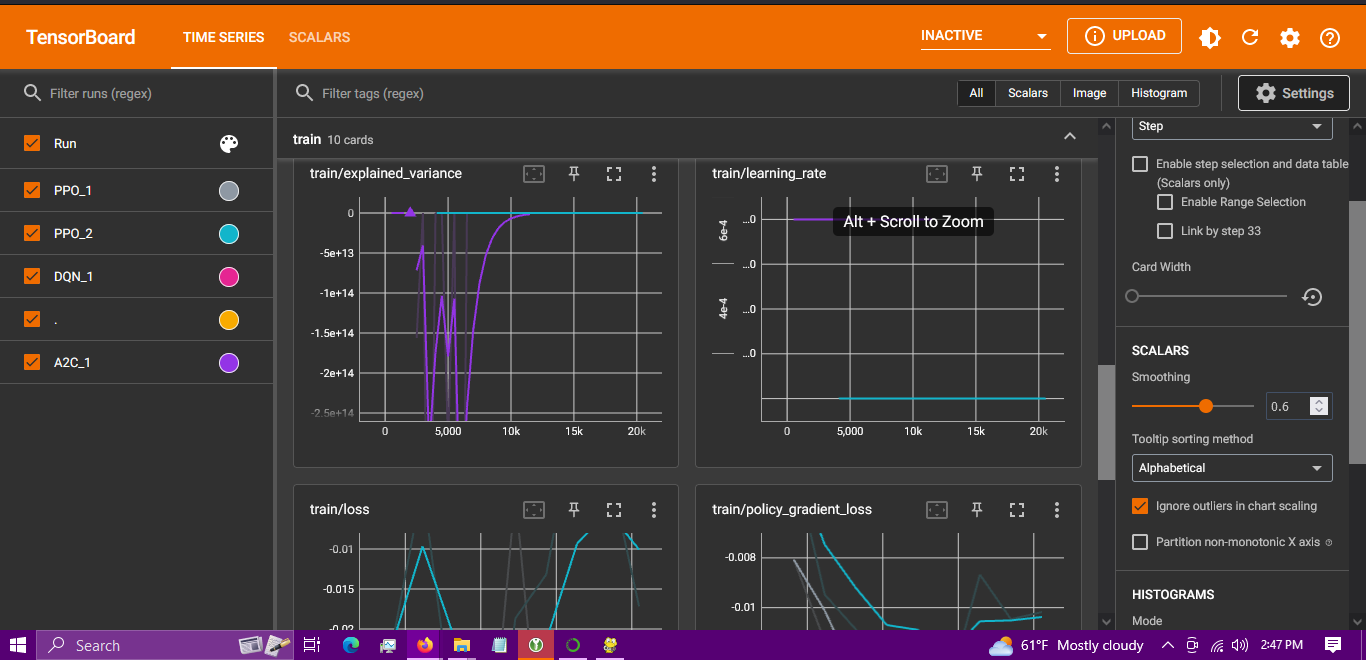 TensorBoard TIME SERIES SCALARS INACTIVE UPLOAD
Filter runs (regex) Filter tags (regex) All Scalars Image Histogram Settings
Run
PPO_1
PPO_2
DQN_1
.
A2C_1
train 10 cards
train/explained_variance
0
-5e+13
-1e+14
-1.5e+14
-2e+14
-2.5e+14
0 5,000 10k 15k 20k
train/learning_rate
Alt + Scroll to Zoom
6e-4
4e-4
...0
...0
...0
...0
0 5,000 10k 15k 20k
train/loss
-0.01
-0.015
-0.02
train/policy_gradient_loss
-0.008
-0.01
Step
Enable step selection and data table
(Scalars only)
Enable Range Selection
Link by step 33
Card Width
SCALARS
Smoothing
0.6
Tooltip sorting method
Alphabetical
Ignore outliers in chart scaling
Partition non-monotonic X axis
HISTOGRAMS
Mode
Search 61°F Mostly cloudy 2:47 PM